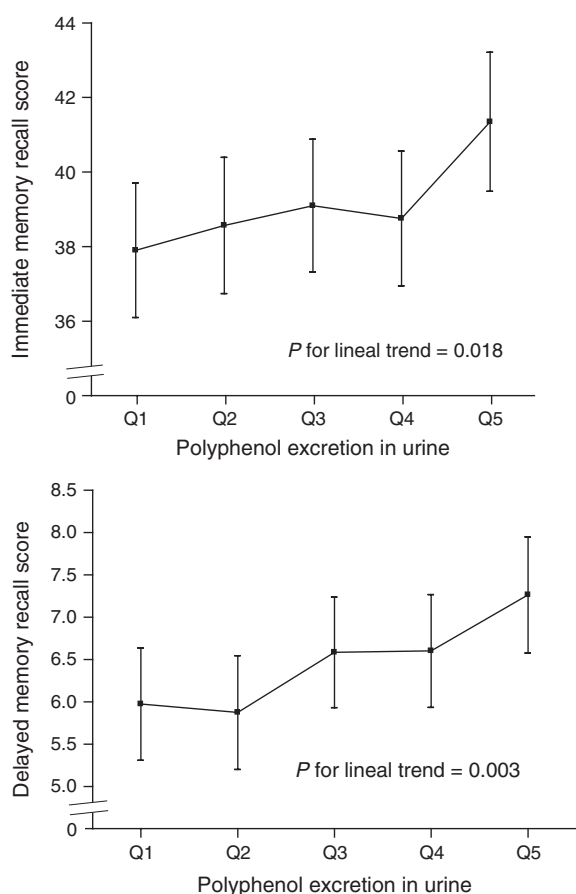 Immediate memory recall score
44
42
40
38
36
0
P for lineal trend = 0.018
Q1 Q2 Q3 Q4 Q5
Polyphenol excretion in urine
Delayed memory recall score
8.5
8.0
7.5
7.0
6.5
6.0
5.5
5.0
0
P for lineal trend = 0.003
Q1 Q2 Q3 Q4 Q5
Polyphenol excretion in urine